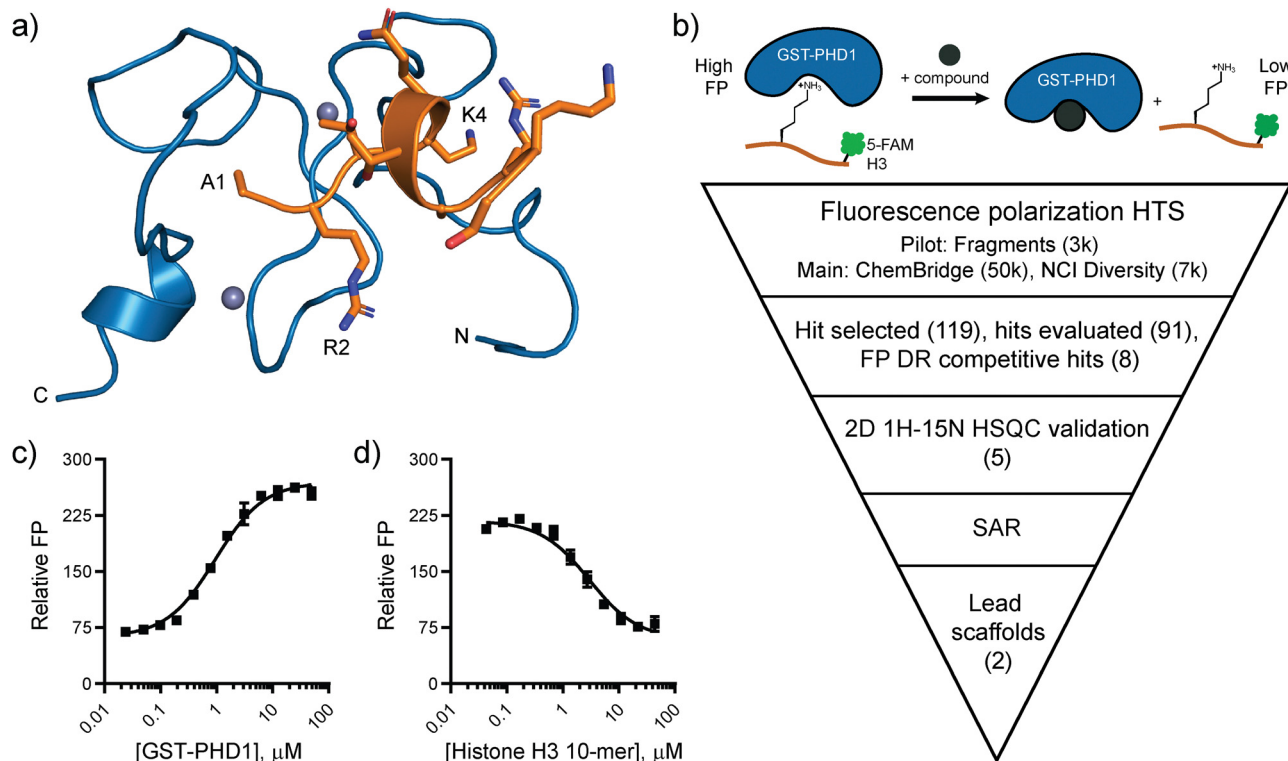 a)
K4
A1
R2
N
C
b)
High
FP
GST-PHD1
+NH3
5-FAM
H3
+ compound
GST-PHD1
+
+NH3
Low
FP
Fluorescence polarization HTS
Pilot: Fragments (3k)
Main: ChemBridge (50k), NCI Diversity (7k)
Hit selected (119), hits evaluated (91),
FP DR competitive hits (8)
2D 1H-15N HSQC validation
(5)
SAR
Lead
scaffolds
(2)
c)
Relative FP
300
225
150
75
0
0.01
0.1
1
10
100
[GST-PHD1], μM
d)
Relative FP
300
225
150
75
0
0.01
0.1
1
10
100
[Histone H3 10-mer], μM